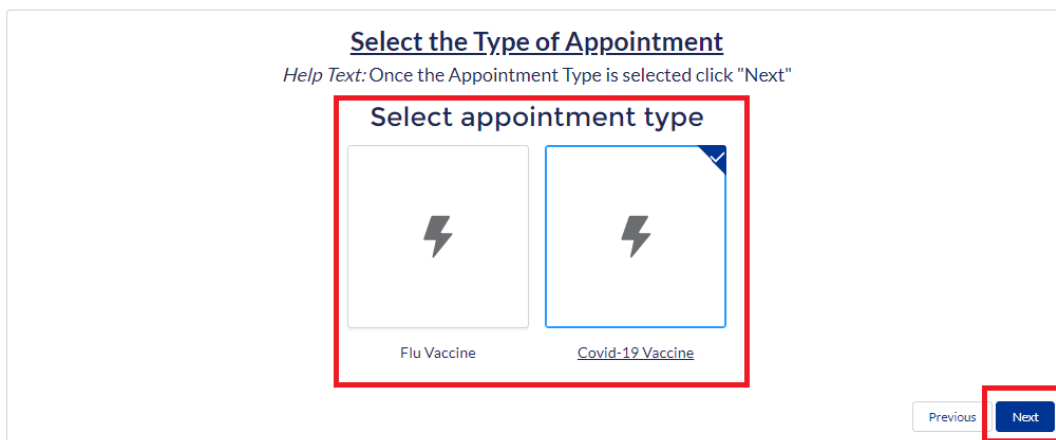 Select the Type of Appointment
Help Text: Once the Appointment Type is selected click "Next"
Select appointment type
Flu Vaccine
Covid-19 Vaccine
Previous
Next